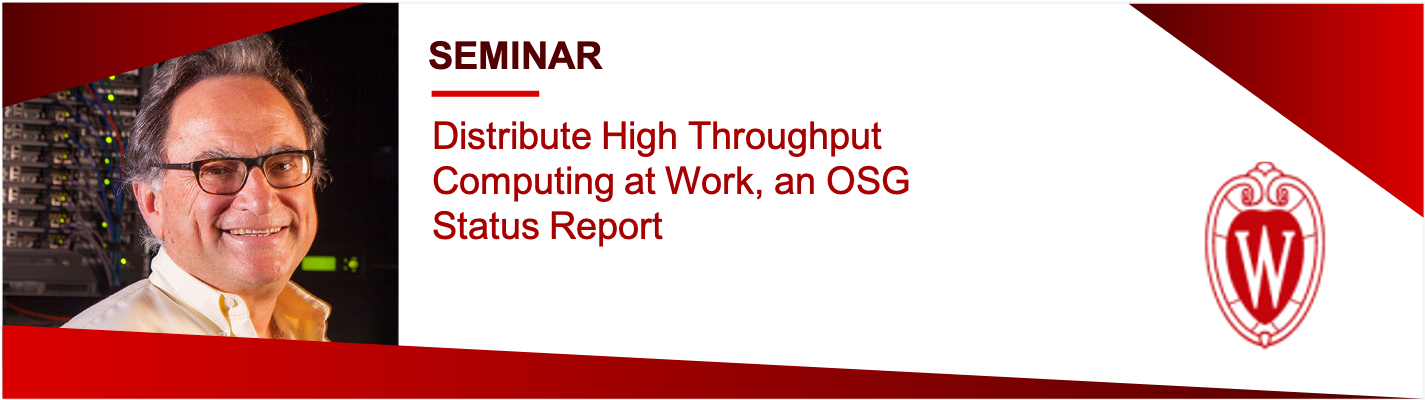 SEMINAR
Distribute High Throughput
Computing at Work, an OSG
Status Report
W